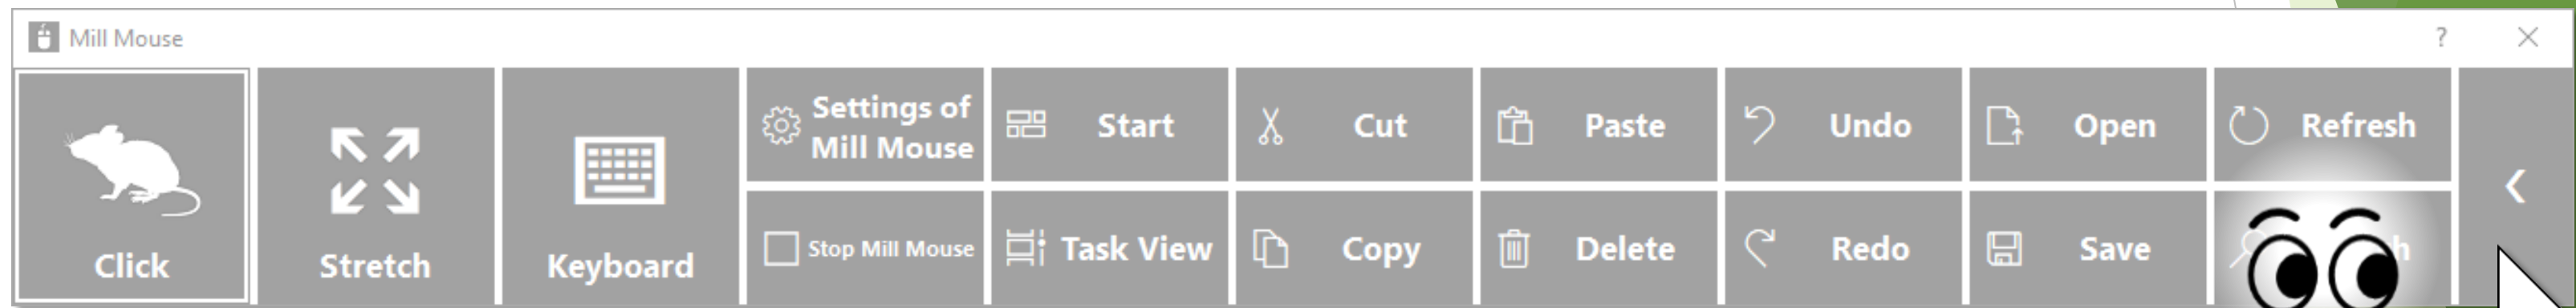 Mill Mouse
?
Click
Stretch
Keyboard
Settings of
Mill Mouse
Start
Cut
Paste
Undo
Open
Refresh
Stop Mill Mouse
Task View
Copy
Delete
Redo
Save